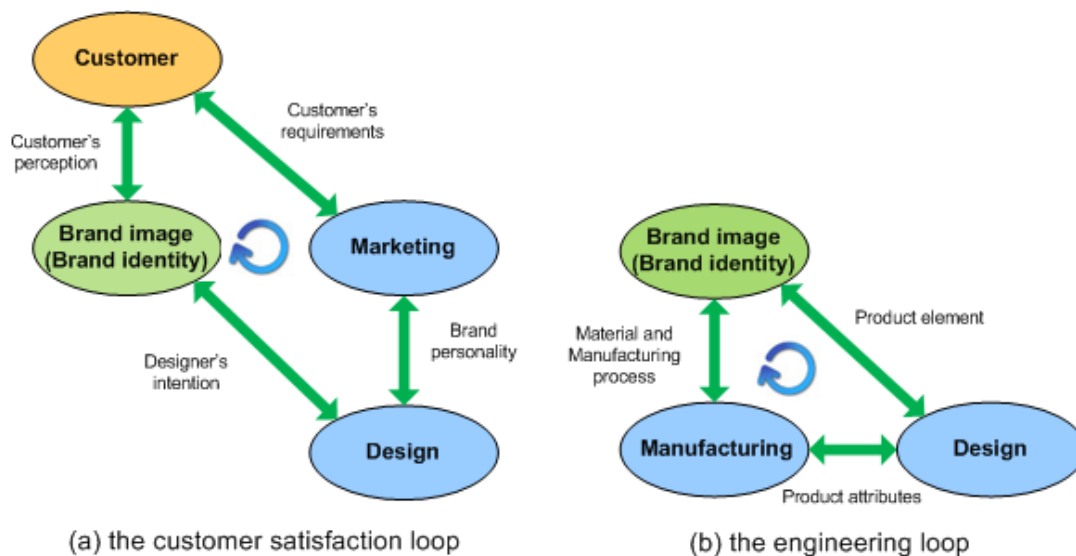 Customer
Customer's
requirements
Customer's
perception
Brand image
(Brand identity)
Marketing
Designer's
intention
Brand
personality
Design
(a) the customer satisfaction loop
Brand image
(Brand identity)
Product element
Material and
Manufacturing
process
Manufacturing
Design
Product attributes
(b) the engineering loop